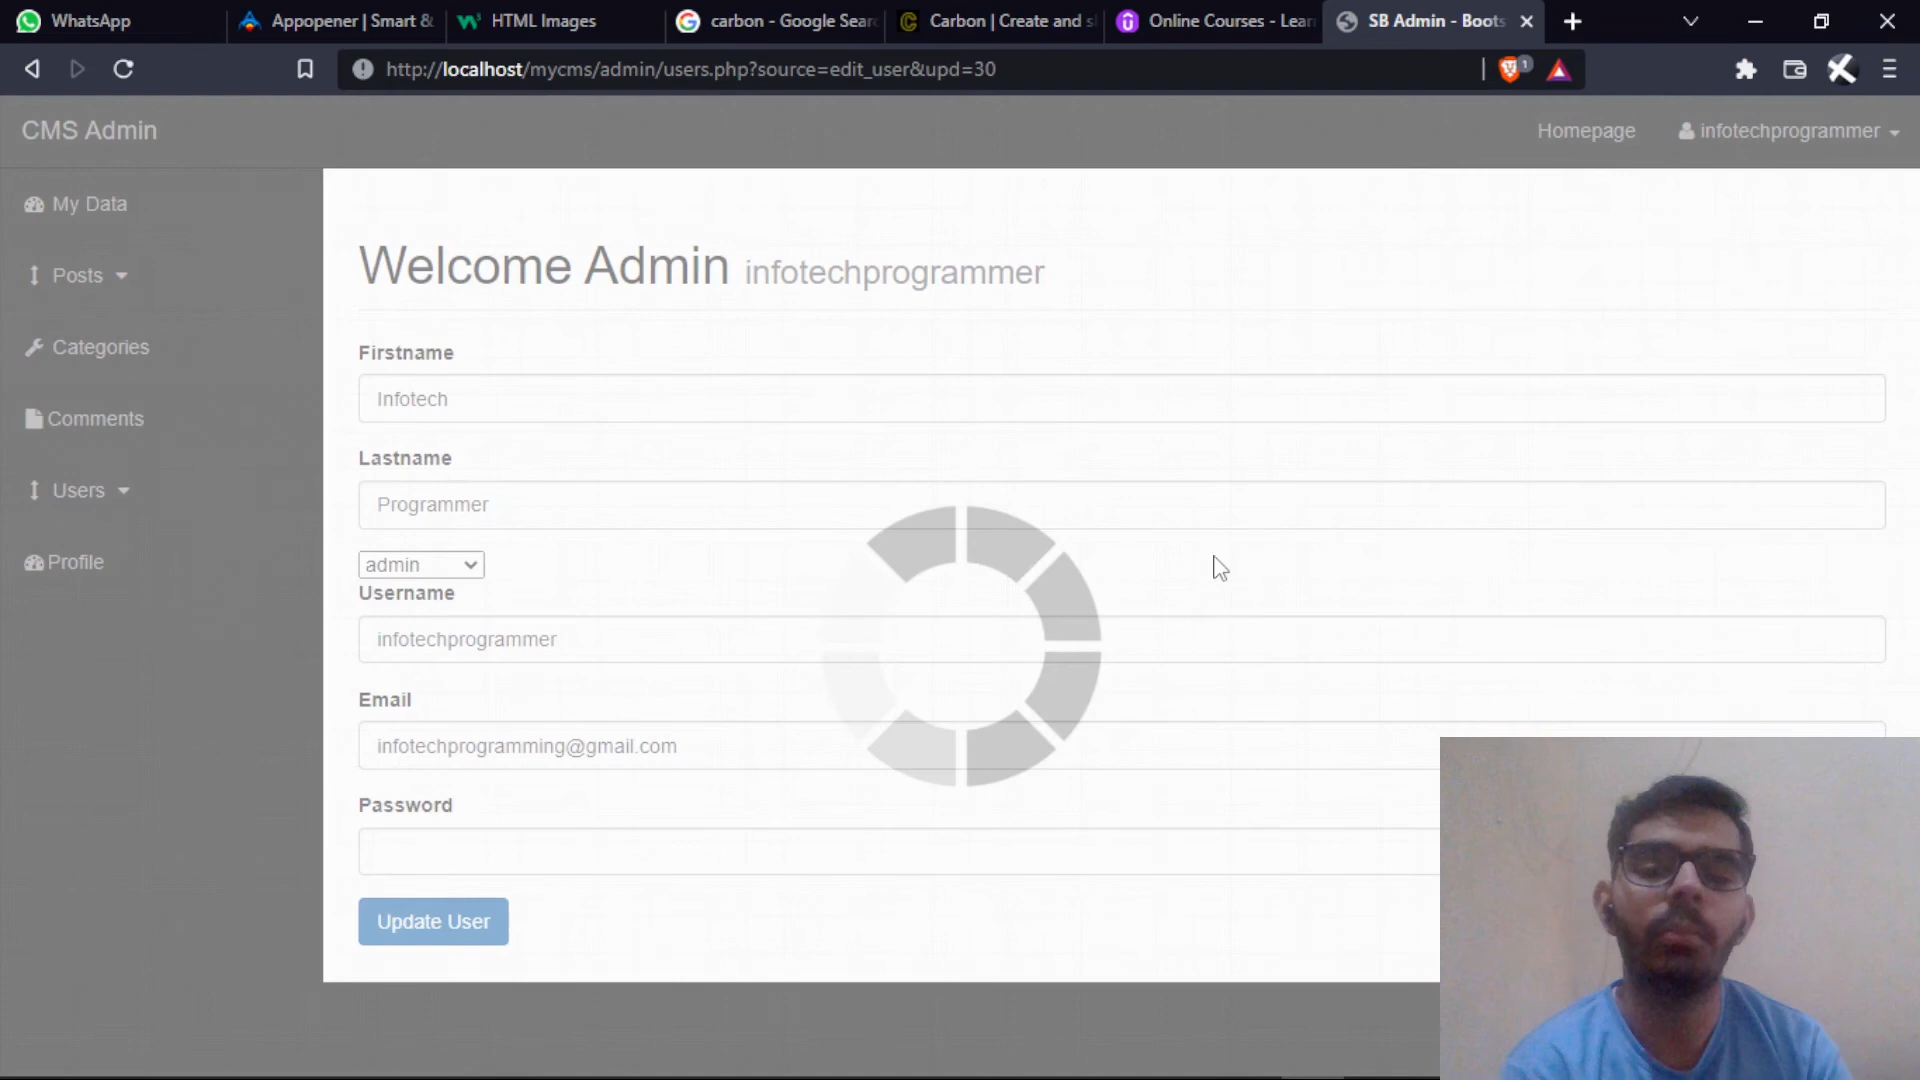 WhatsApp
Appopener | Smart &
HTML Images
carbon - Google Sear
Carbon | Create and s
Online Courses - Lear
SB Admin - Boots
http://localhost/mycms/admin/users.php?source=edit_user&upd=30
1
CMS Admin
Homepage
infotechprogrammer
My Data
Posts
Categories
Comments
Users
Profile
Welcome Admin infotechprogrammer
Firstname
Infotech
Lastname
Programmer
admin
Username
infotechprogrammer
Email
infotechprogramming@gmail.com
Password
Update User